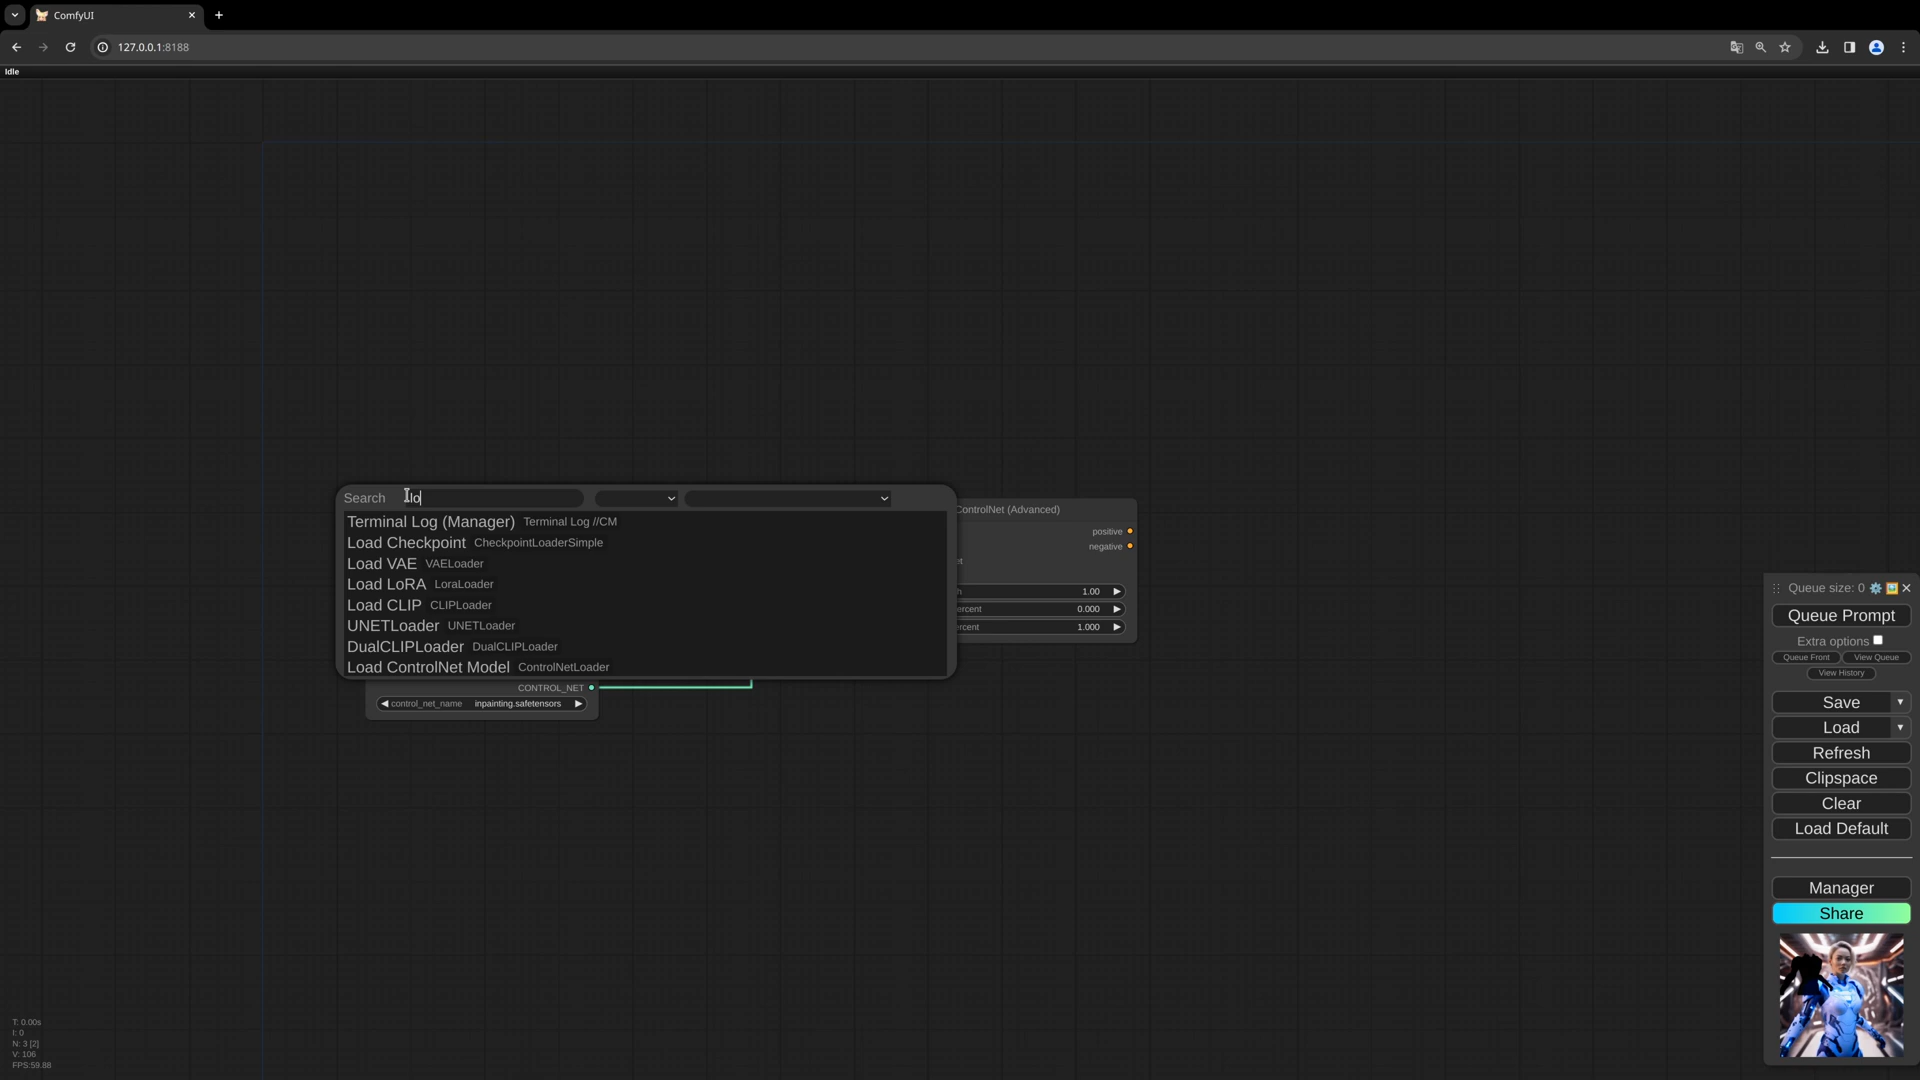 ComfyUI
127.0.0.1:8188
Idle
Search lo
Terminal Log (Manager) Terminal Log //CM
Load Checkpoint CheckpointLoaderSimple
Load VAE VAELoader
Load LoRA LoraLoader
Load CLIP CLIPLoader
UNETLoader UNETLoader
DualCLIPLoader DualCLIPLoader
Load ControlNet Model ControlNetLoader
ControlNet (Advanced)
positive
negative
et
h 1.00
ercent 0.000
rcent 1.000
CONTROL_NET
control_net_name inpainting.safetensors
Queue size: 0
Queue Prompt
Extra options
Queue Front View Queue
View History
Save
Load
Refresh
Clipspace
Clear
Load Default
Manager
Share
T: 0.00s
I: 0
N: 3 [2]
V: 106
FPS:59.88